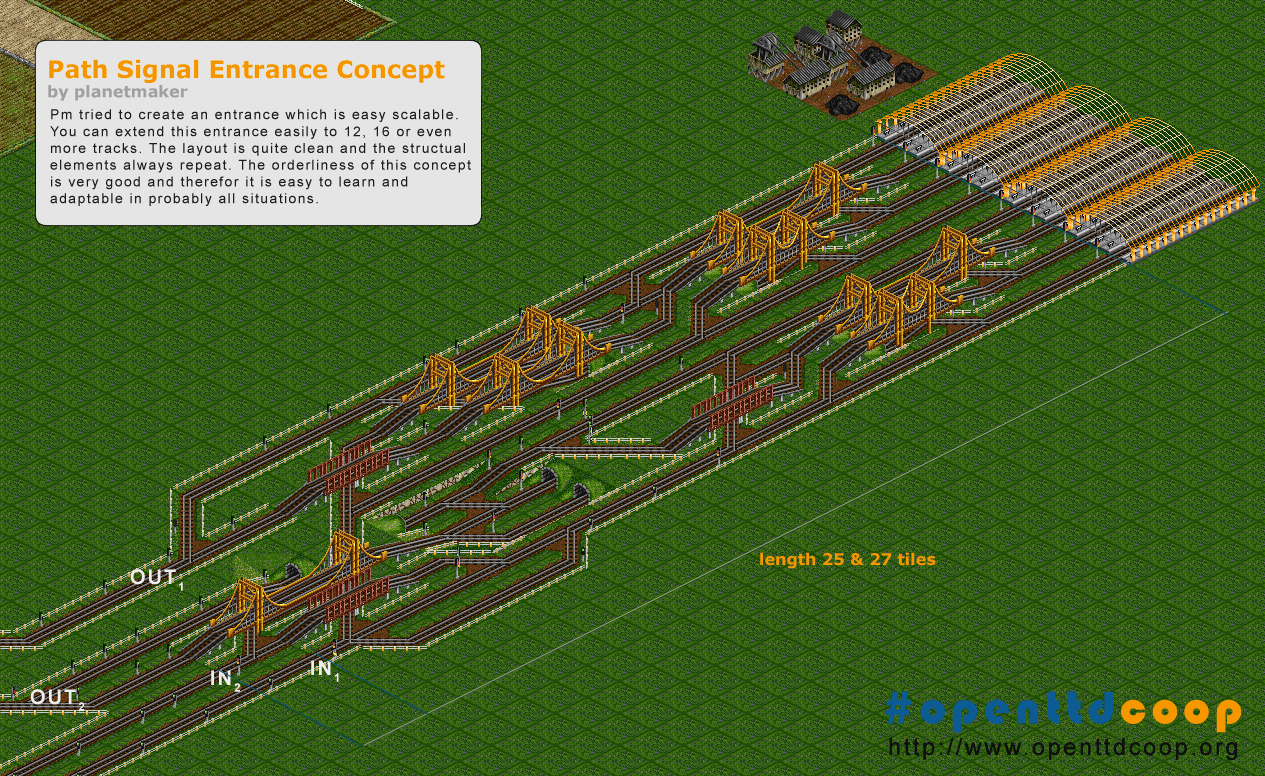 Path Signal Entrance Concept
by planetmaker
Pm tried to create an entrance which is easy scalable.
You can extend this entrance easily to 12, 16 or even
more tracks. The layout is quite clean and the structual
elements always repeat. The orderliness of this concept
is very good and therefor it is easy to learn and
adaptable in probably all situations.
length 25 & 27 tiles
OUT1
IN1
IN2
OUT2
#openttdcoop
http://www.openttdcoop.org